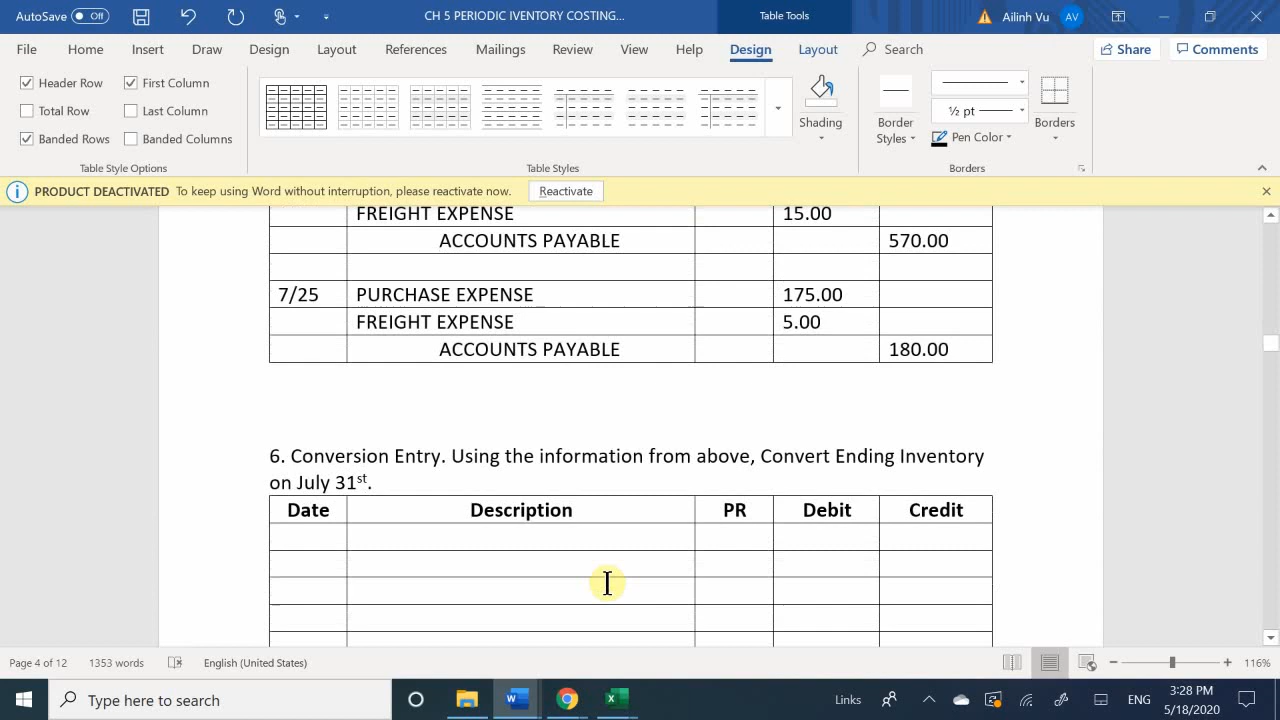 AutoSave Off CH 5 PERIODIC IVENTORY COSTING... Table Tools Ailinh Vu AV
File Home Insert Draw Design Layout References Mailings Review View Help Design Layout Search Share Comments
Header Row First Column
Total Row Last Column
Banded Rows Banded Columns
Shading
Border Styles
½ pt
Pen Color
Borders
Table Style Options Table Styles Borders
PRODUCT DEACTIVATED To keep using Word without interruption, please reactivate now. Reactivate
FREIGHT EXPENSE 15.00
ACCOUNTS PAYABLE 570.00
7/25 PURCHASE EXPENSE 175.00
FREIGHT EXPENSE 5.00
ACCOUNTS PAYABLE 180.00
6. Conversion Entry. Using the information from above, Convert Ending Inventory
on July 31st.
Date Description PR Debit Credit
Page 4 of 12 1353 words English (United States) 116%
Type here to search Links ENG 3:28 PM
5/18/2020